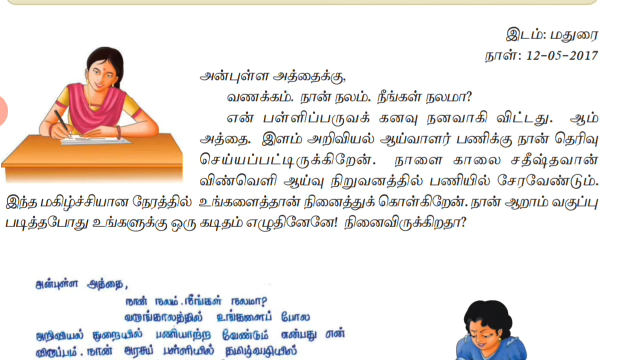 இடம்: மதுரை
நாள்: 12-05-2017
அன்புள்ள அத்தைக்கு,
வணக்கம். நான் நலம். நீங்கள் நலமா?
என் பள்ளிப்பருவக் கனவு நனவாகி விட்டது. ஆம்
அத்தை. இளம் அறிவியல் ஆய்வாளர் பணிக்கு நான் தெரிவு
செய்யப்பட்டிருக்கிறேன். நாளை காலை சதீஷ்தவான்
விண்வெளி ஆய்வு நிறுவனத்தில் பணியில் சேரவேண்டும்.
இந்த மகிழ்ச்சியான நேரத்தில் உங்களைத்தான் நினைத்துக் கொள்கிறேன். நான் ஆறாம் வகுப்பு
படித்தபோது உங்களுக்கு ஒரு கடிதம் எழுதினேனே! நினைவிருக்கிறதா?
அன்புள்ள அத்தை,
நான் நலம். நீங்கள் நலமா?
வருங்காலத்தில் உங்களைப் போல
அறிவியல் துறையில் பணியாற்ற வேண்டும் என்பது என்
விருப்பம். நான் அரசுப் பள்ளியில் தமிழ்வழியில்